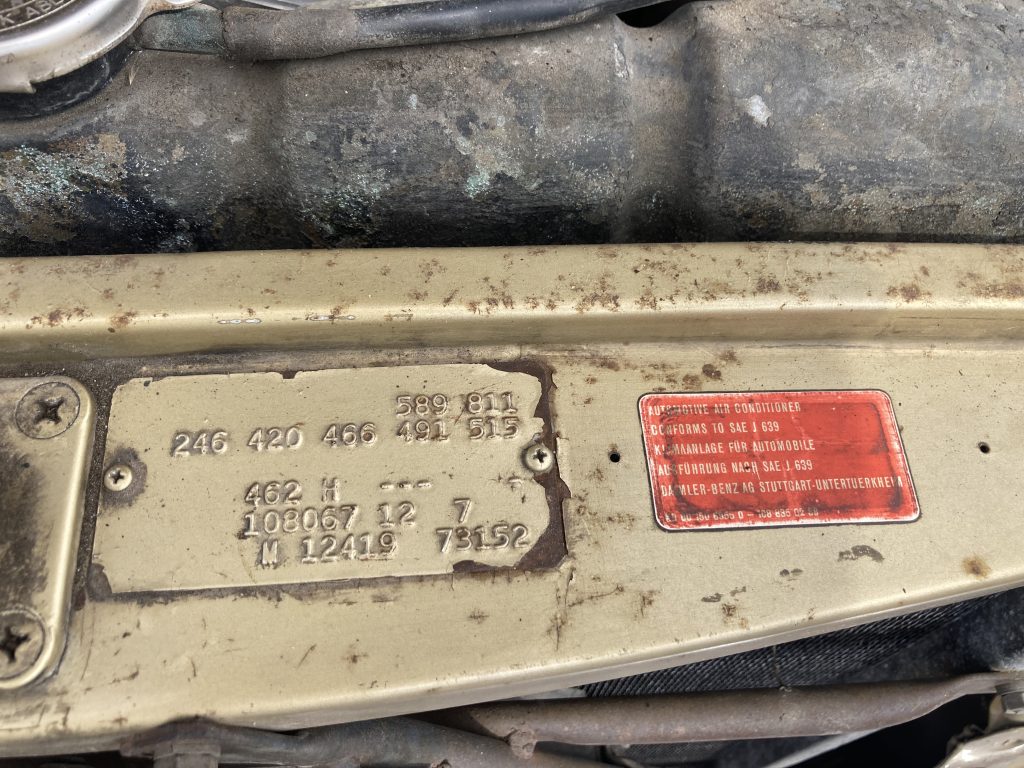 589 811
246 420 466 491 515
462 H --- -
108067 12 7
M 12419 73152
AUTOMOTIVE AIR CONDITIONER
CONFORMS TO SAE J 639
KLIMAANLAGE FÜR AUTOMOBILE
AUSFÜHRUNG NACH SAE J 639
DAIMLER-BENZ AG STUTTGART-UNTERTUERKHEIM